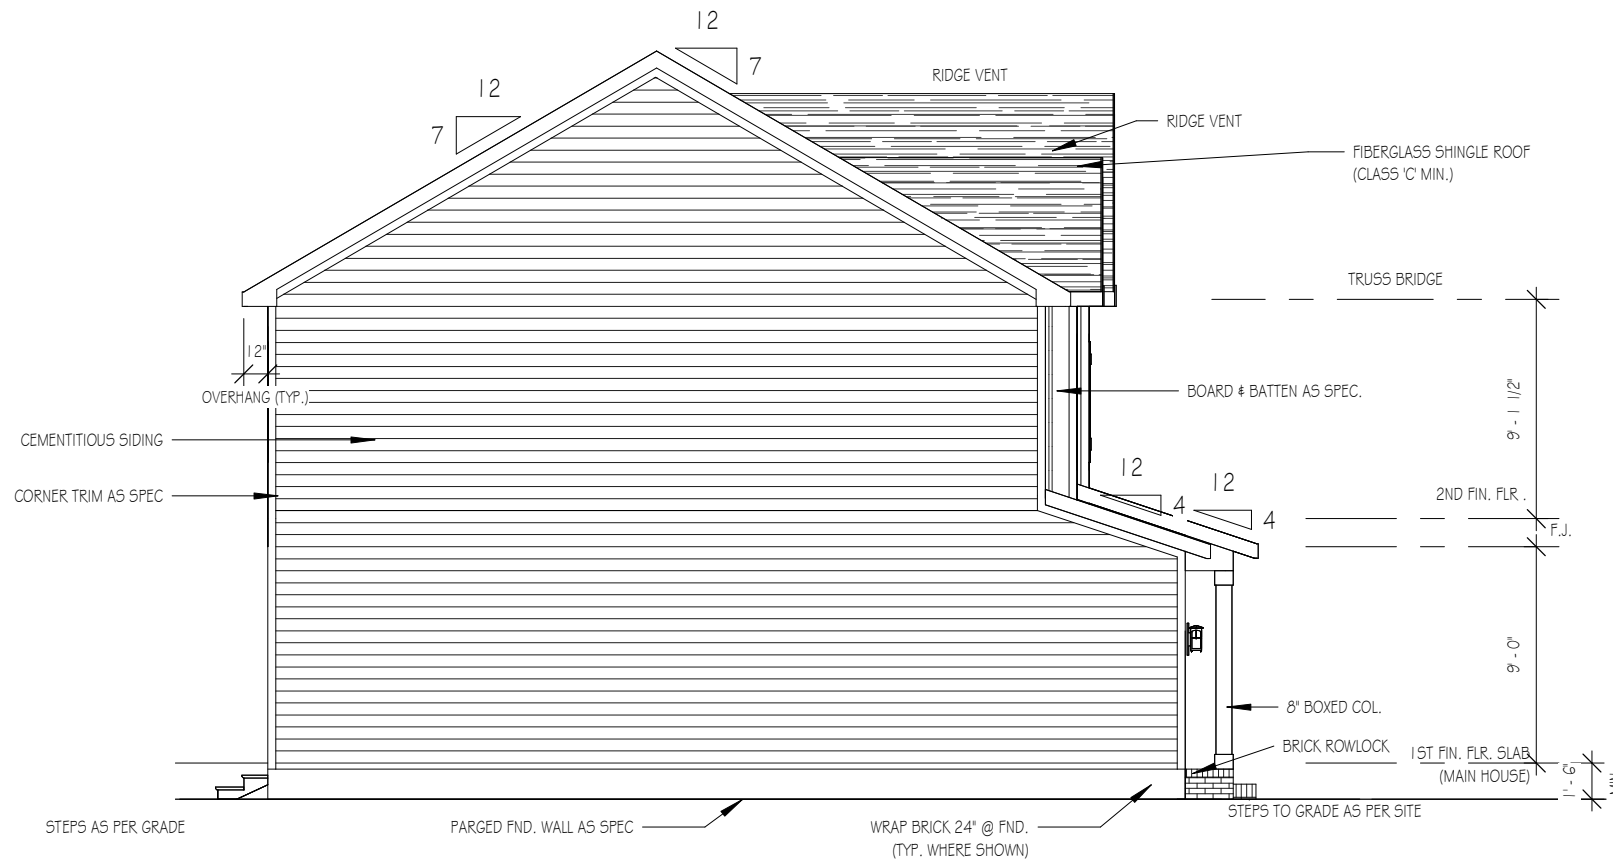 12
7
12
7
RIDGE VENT
RIDGE VENT
FIBERGLASS SHINGLE ROOF
(CLASS 'C' MIN.)
TRUSS BRIDGE
12"
OVERHANG (TYP.)
BOARD & BATTEN AS SPEC.
9' - 1 1/2"
CEMENTITIOUS SIDING
CORNER TRIM AS SPEC
12
4
12
4
2ND FIN. FLR .
F.J.
9' - 0"
8" BOXED COL.
BRICK ROWLOCK
1ST FIN. FLR. SLAB
(MAIN HOUSE)
1' - 6"
STEPS AS PER GRADE
PARGED FND. WALL AS SPEC
WRAP BRICK 24" @ FND.
(TYP. WHERE SHOWN)
STEPS TO GRADE AS PER SITE